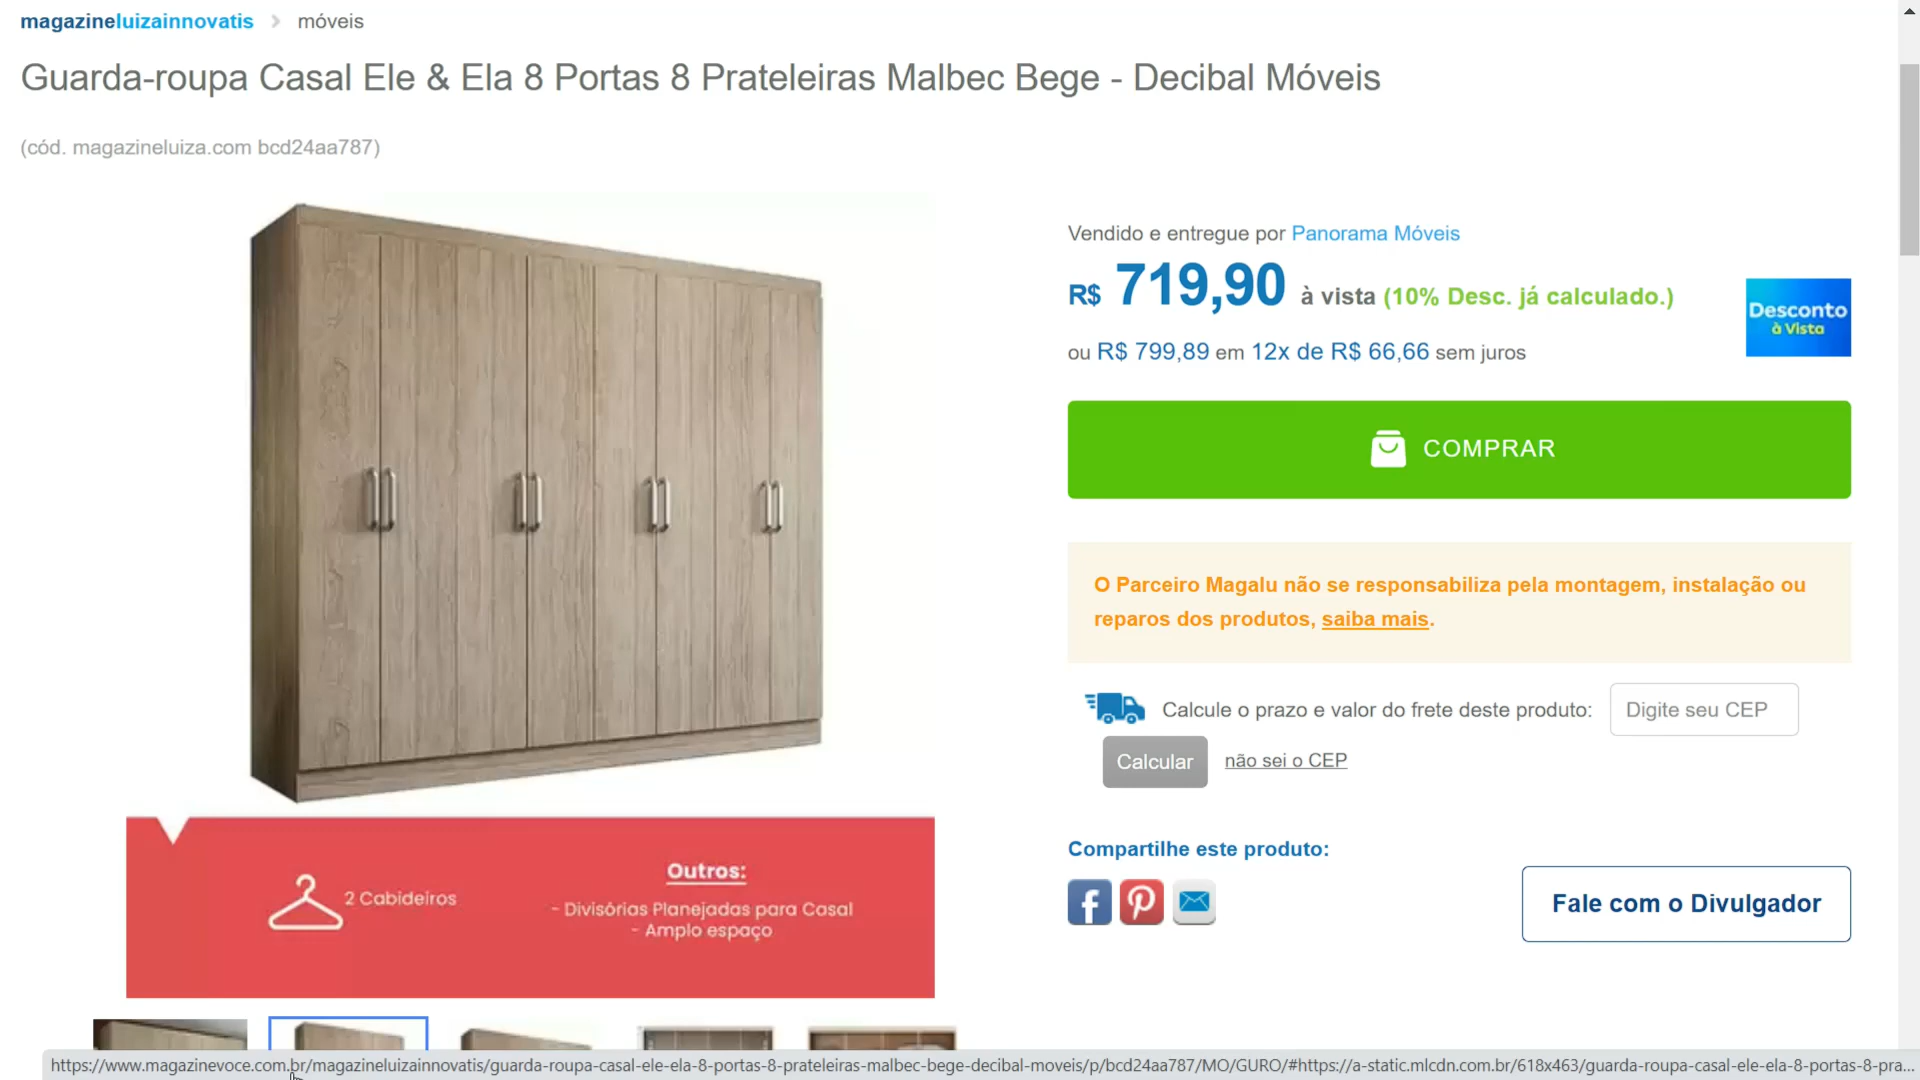 magazineluizainnovatis > móveis
Guarda-roupa Casal Ele & Ela 8 Portas 8 Prateleiras Malbec Bege - Decibal Móveis
(cód. magazineluiza.com bcd24aa787)
Vendido e entregue por Panorama Móveis
R$ 719,90 à vista (10% Desc. já calculado.)
Desconto
à Vista
ou R$ 799,89 em 12x de R$ 66,66 sem juros
COMPRAR
O Parceiro Magalu não se responsabiliza pela montagem, instalação ou
reparos dos produtos, saiba mais.
Calcule o prazo e valor do frete deste produto: Digite seu CEP
Calcular não sei o CEP
Compartilhe este produto:
Fale com o Divulgador
2 Cabideiros
Outros:
- Divisórias Planejadas para Casal
- Amplo espaço
https://www.magazinevoce.com.br/magazineluizainnovatis/guarda-roupa-casal-ele-ela-8-portas-8-prateleiras-malbec-bege-decibal-moveis/p/bcd24aa787/MO/GURO/#https://a-static.mlcdn.com.br/618x463/guarda-roupa-casal-ele-ela-8-portas-8-pra...